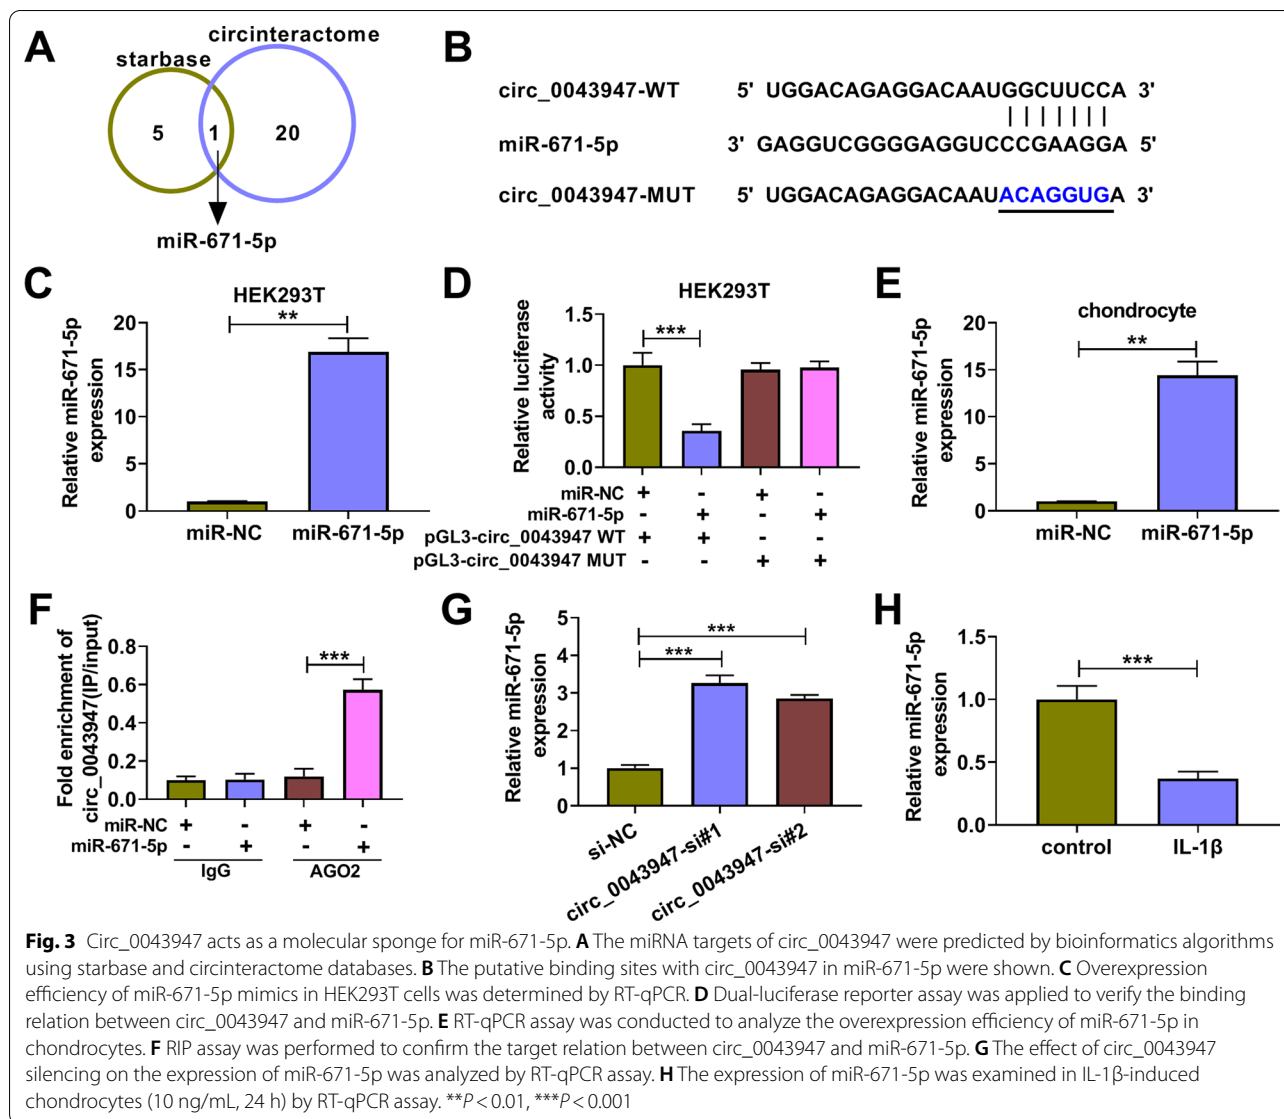 A
starbase
circinteractome
5
1
20
miR-671-5p
B
circ_0043947-WT 5' UGGACAGAGGACAAUGGCUUCCA 3'
miR-671-5p 3' GAGGUCGGGGAGGUCCCGAAGGA 5'
circ_0043947-MUT 5' UGGACAGAGGACAAUACAGGUGA 3'
C
HEK293T
**
Relative miR-671-5p
expression
20
15
10
5
0
miR-NC miR-671-5p
D
HEK293T
***
Relative luciferase
activity
1.5
1.0
0.5
0.0
miR-NC + - + -
miR-671-5p - + - +
pGL3-circ_0043947 WT + + - -
pGL3-circ_0043947 MUT - - + +
E
chondrocyte
**
Relative miR-671-5p
expression
20
15
10
5
0
miR-NC miR-671-5p
F
***
Fold enrichment of
circ_0043947(IP/input)
0.8
0.6
0.4
0.2
0.0
miR-NC + - + -
miR-671-5p - + - +
IgG AGO2
G
***
***
Relative miR-671-5p
expression
5
4
3
2
1
0
si-NC
circ_0043947-si#1
circ_0043947-si#2
H
***
Relative miR-671-5p
expression
1.5
1.0
0.5
0.0
control IL-1β
Fig. 3 Circ_0043947 acts as a molecular sponge for miR-671-5p. A The miRNA targets of circ_0043947 were predicted by bioinformatics algorithms
using starbase and circinteractome databases. B The putative binding sites with circ_0043947 in miR-671-5p were shown. C Overexpression
efficiency of miR-671-5p mimics in HEK293T cells was determined by RT-qPCR. D Dual-luciferase reporter assay was applied to verify the binding
relation between circ_0043947 and miR-671-5p. E RT-qPCR assay was conducted to analyze the overexpression efficiency of miR-671-5p in
chondrocytes. F RIP assay was performed to confirm the target relation between circ_0043947 and miR-671-5p. G The effect of circ_0043947
silencing on the expression of miR-671-5p was analyzed by RT-qPCR assay. H The expression of miR-671-5p was examined in IL-1β-induced
chondrocytes (10 ng/mL, 24 h) by RT-qPCR assay. **P < 0.01, ***P < 0.001